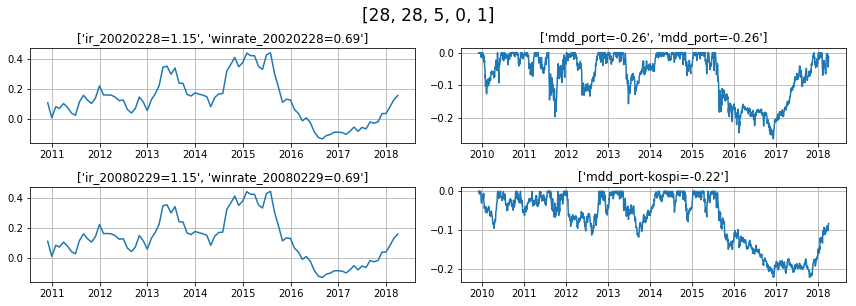 [28, 28, 5, 0, 1]
['ir_20020228=1.15', 'winrate_20020228=0.69']
0.4
0.2
0.0
2011 2012 2013 2014 2015 2016 2017 2018
['mdd_port=-0.26', 'mdd_port=-0.26']
0.0
−0.1
−0.2
2010 2011 2012 2013 2014 2015 2016 2017 2018
['ir_20080229=1.15', 'winrate_20080229=0.69']
0.4
0.2
0.0
2011 2012 2013 2014 2015 2016 2017 2018
['mdd_port-kospi=-0.22']
0.0
−0.1
−0.2
2010 2011 2012 2013 2014 2015 2016 2017 2018